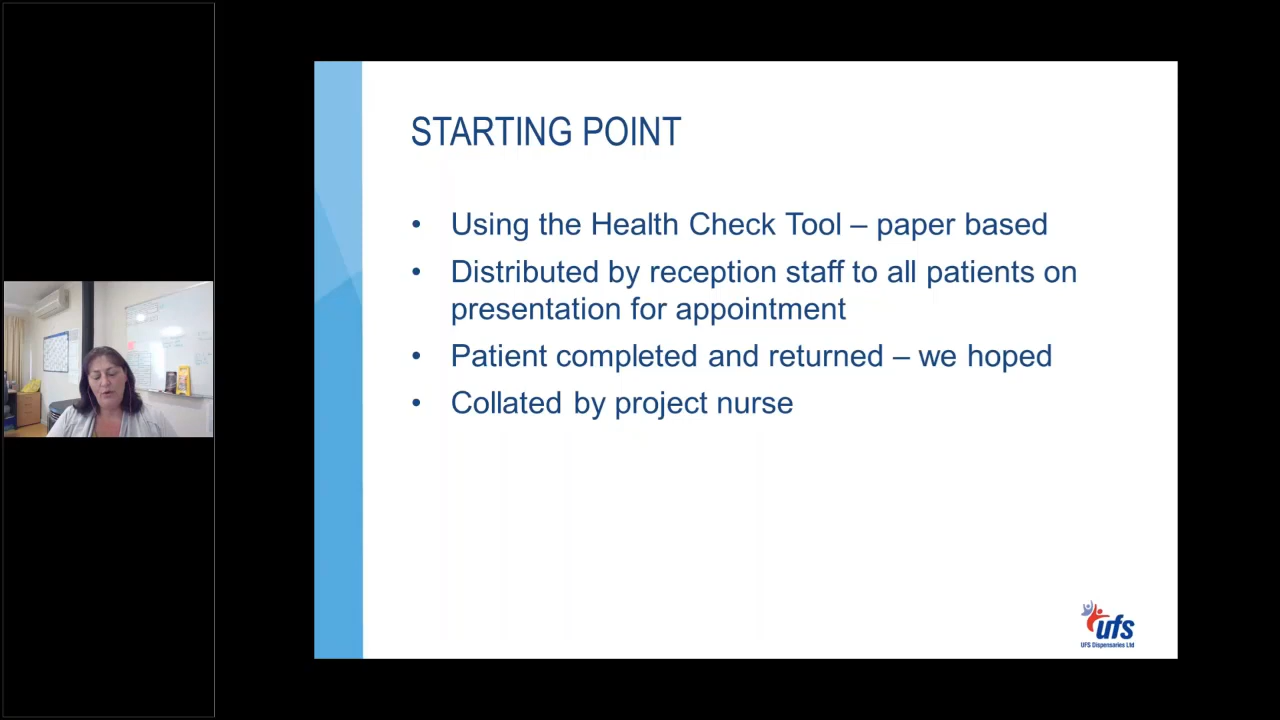 STARTING POINT
• Using the Health Check Tool – paper based
• Distributed by reception staff to all patients on
presentation for appointment
• Patient completed and returned – we hoped
• Collated by project nurse
ufs
UFS Dispensaries Ltd